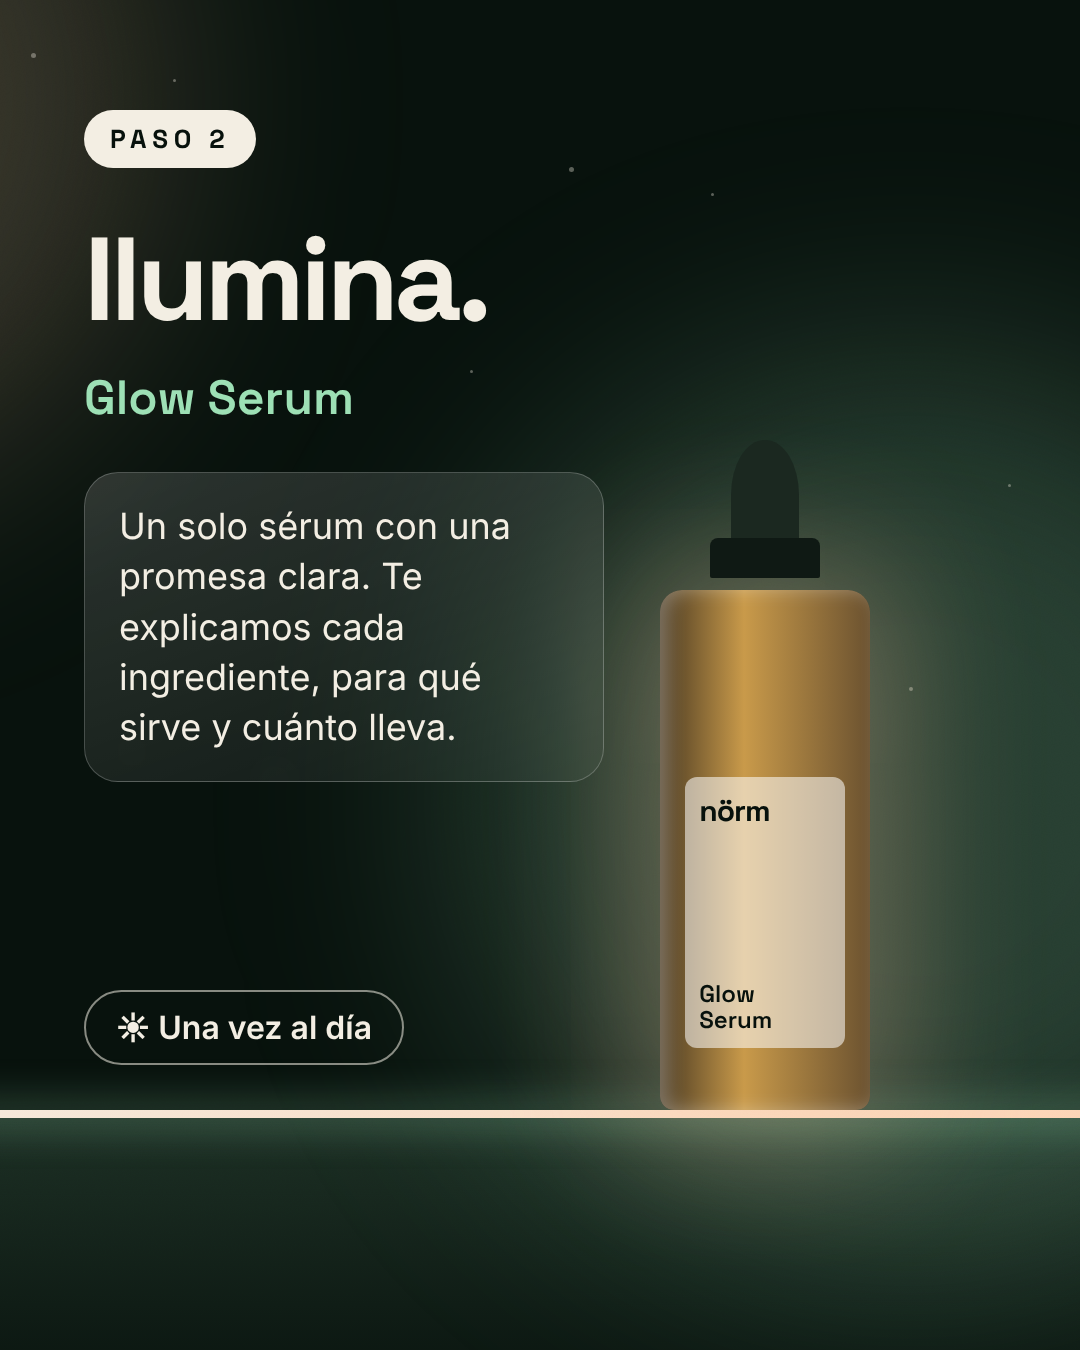 PASO 2
Ilumina.
Glow Serum
Un solo sérum con una
promesa clara. Te
explicamos cada
ingrediente, para qué
sirve y cuánto lleva.
nörm
Glow
Serum
☀ Una vez al día